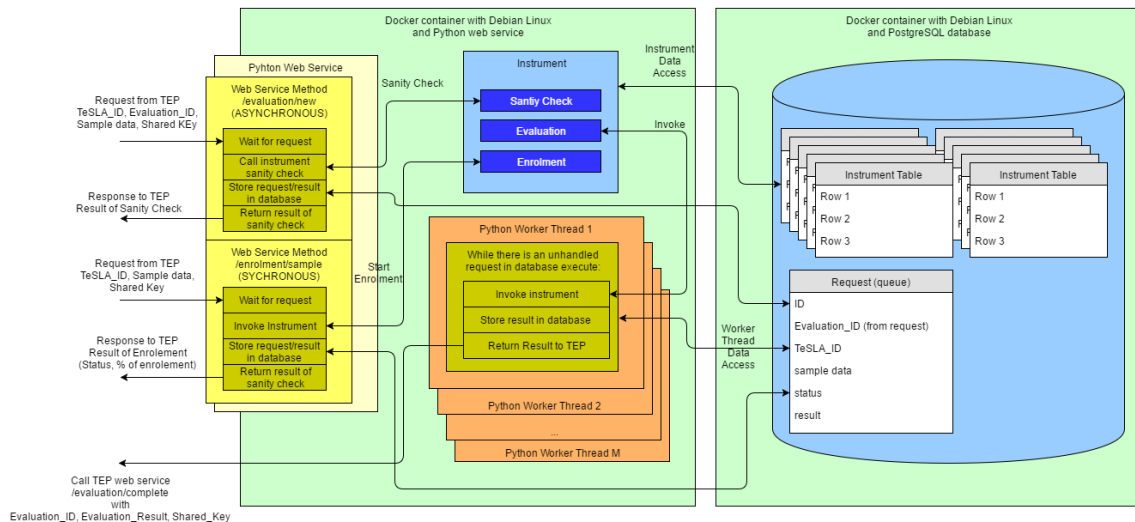 Docker container with Debian Linux
and Python web service
Docker container with Debian Linux
and PostgreSQL database
Pyhton Web Service
Web Service Method
/evaluation/new
(ASYNCHRONOUS)
Wait for request
Call instrument
sanity check
Store request/result
in database
Return result of
sanity check
Web Service Method
/enrolment/sample
(SYCHRONOUS)
Wait for request
Invoke Instrument
Store request/result
in database
Return result of
sanity check
Request from TEP
TeSLA_ID, Evaluation_ID,
Sample data, Shared KEy
Response to TEP
Result of Sanity Check
Request from TEP
TeSLA_ID, Sample data,
Shared Key
Response to TEP
Result of Enrolement
(Status, % of enrolement)
Call TEP web service
/evaluation/complete
with
Evaluation_ID, Evaluation_Result, Shared_Key
Sanity Check
Start
Enrolment
Instrument
Santiy Check
Evaluation
Enrolment
Instrument
Data
Access
Invoke
Python Worker Thread 1
While there is an unhandled
request in database execute:
Invoke instrument
Store result in database
Return Result to TEP
Python Worker Thread 2
...
Python Worker Thread M
Worker
Thread
Data
Access
Instrument Table
Row 1
Row 2
Row 3
Instrument Table
Row 1
Row 2
Row 3
Request (queue)
ID
Evaluation_ID (from request)
TeSLA_ID
sample data
status
result